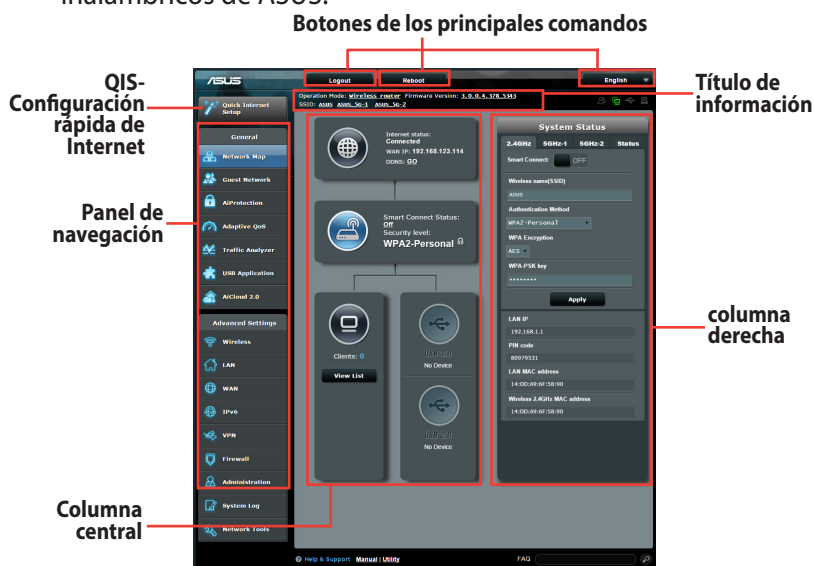 inalámbricos de ASUS.
Botones de los principales comandos
QIS-
Configuración
rápida de
Internet
Panel de
navegación
Columna
central
Título de
información
columna
derecha
ASUS
Logout
Reboot
English
Operation Mode: Wireless router Firmware Version: 3.0.0.4.378_5343
SSID: ASUS ASUS_5G-1 ASUS_5G-2
Quick Internet
Setup
General
Network Map
Guest Network
AiProtection
Adaptive QoS
Traffic Analyzer
USB Application
AiCloud 2.0
Advanced Settings
Wireless
LAN
WAN
IPv6
VPN
Firewall
Administration
System Log
Network Tools
Internet status:
Connected
WAN IP: 192.168.123.114
DDNS: GO
Smart Connect Status:
Off
Security level:
WPA2-Personal
Clients: 0
View List
USB 3.0
No Device
USB 2.0
No Device
System Status
2.4GHz 5GHz-1 5GHz-2 Status
Smart Connect: OFF
Wireless name(SSID)
ASUS
Authentication Method
WPA2-Personal
WPA Encryption
AES
WPA-PSK key
••••••••
Apply
LAN IP
192.168.1.1
PIN code
80979531
LAN MAC address
14:DD:A9:6F:58:90
Wireless 2.4GHz MAC address
14:DD:A9:6F:58:90
Help & Support Manual | Utility
FAQ